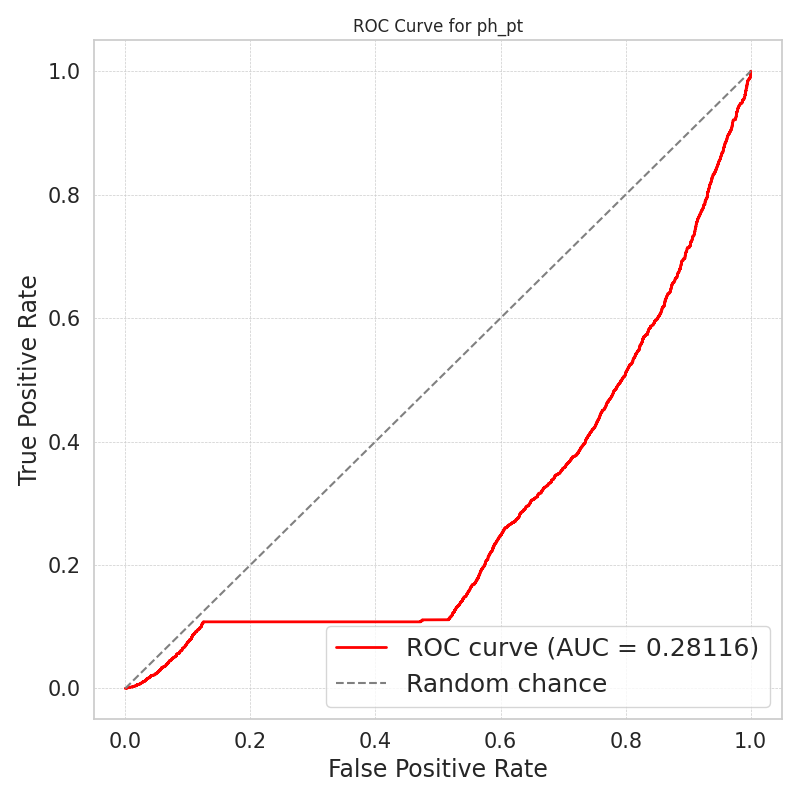 ROC Curve for ph_pt
1.0
0.8
0.6
0.4
0.2
0.0
True Positive Rate
ROC curve (AUC = 0.28116)
Random chance
0.0 0.2 0.4 0.6 0.8 1.0
False Positive Rate